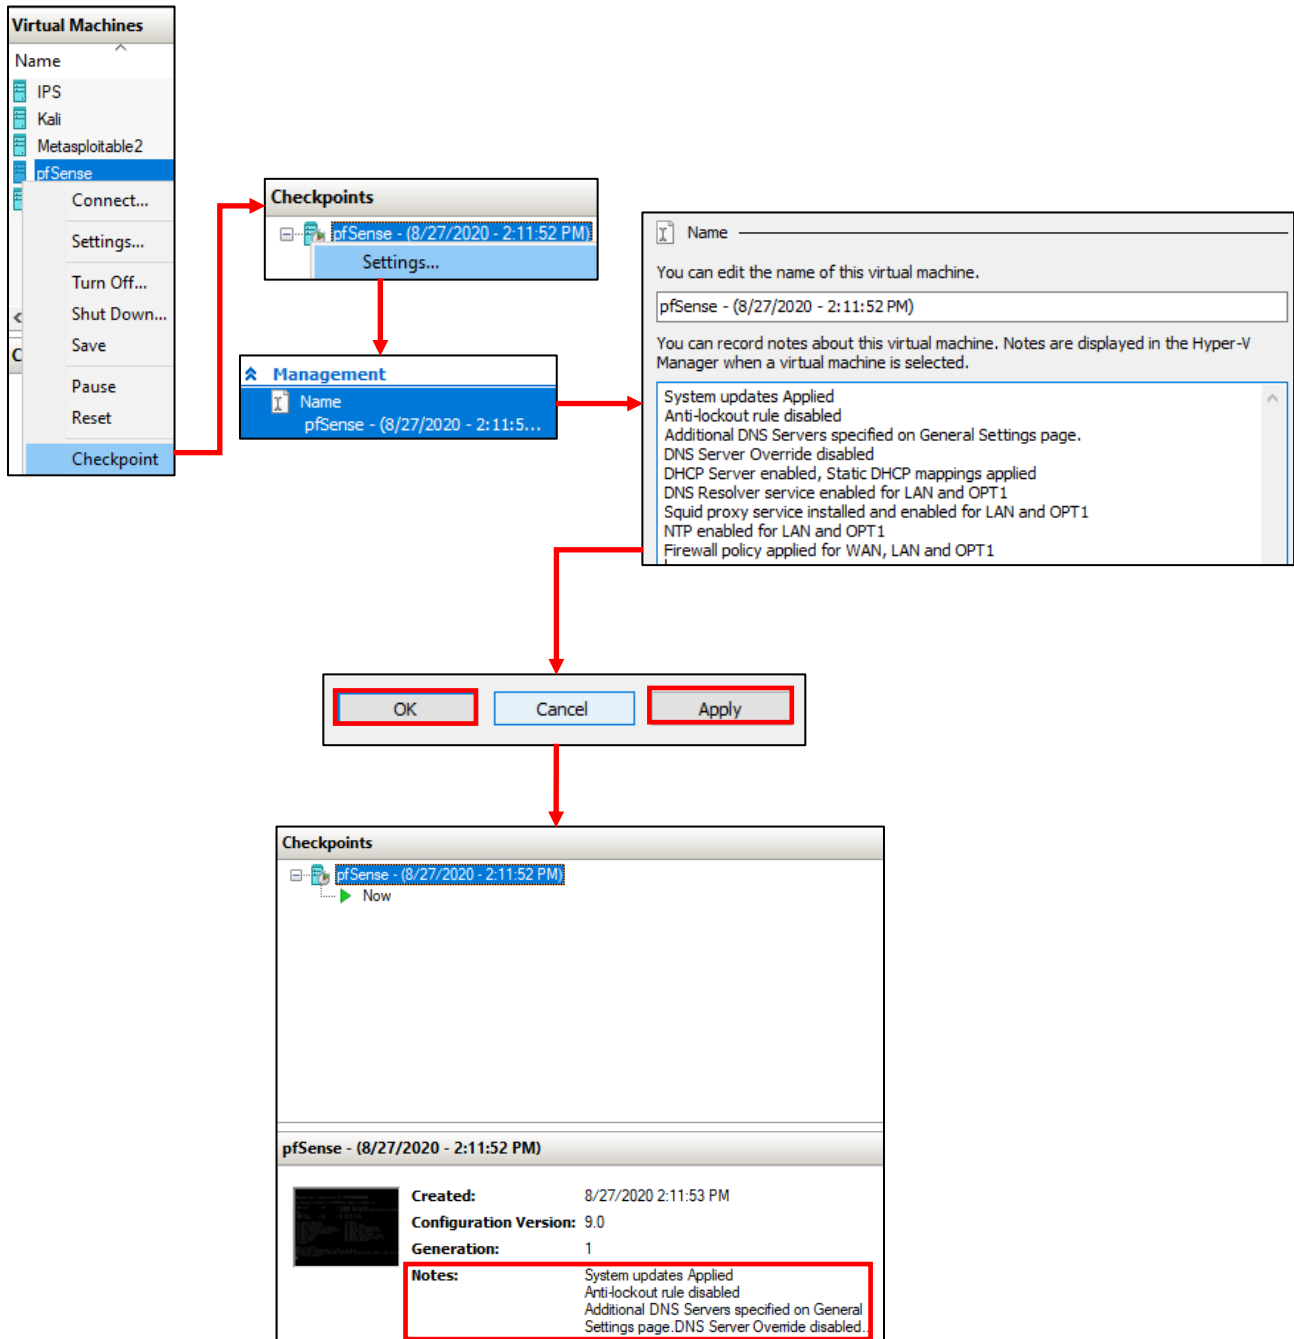 Virtual Machines
Name
IPS
Kali
Metasploitable2
pfSense
Connect...
Settings...
Turn Off...
Shut Down...
Save
Pause
Reset
Checkpoint
Checkpoints
pfSense - (8/27/2020 - 2:11:52 PM)
Settings...
Management
Name
pfSense - (8/27/2020 - 2:11:5...
Name
You can edit the name of this virtual machine.
pfSense - (8/27/2020 - 2:11:52 PM)
You can record notes about this virtual machine. Notes are displayed in the Hyper-V
Manager when a virtual machine is selected.
System updates Applied
Anti-lockout rule disabled
Additional DNS Servers specified on General Settings page.
DNS Server Override disabled
DHCP Server enabled, Static DHCP mappings applied
DNS Resolver service enabled for LAN and OPT1
Squid proxy service installed and enabled for LAN and OPT1
NTP enabled for LAN and OPT1
Firewall policy applied for WAN, LAN and OPT1
OK Cancel Apply
Checkpoints
pfSense - (8/27/2020 - 2:11:52 PM)
Now
pfSense - (8/27/2020 - 2:11:52 PM)
Created: 8/27/2020 2:11:53 PM
Configuration Version: 9.0
Generation: 1
Notes: System updates Applied
Anti-lockout rule disabled
Additional DNS Servers specified on General
Settings page.DNS Server Override disabled..